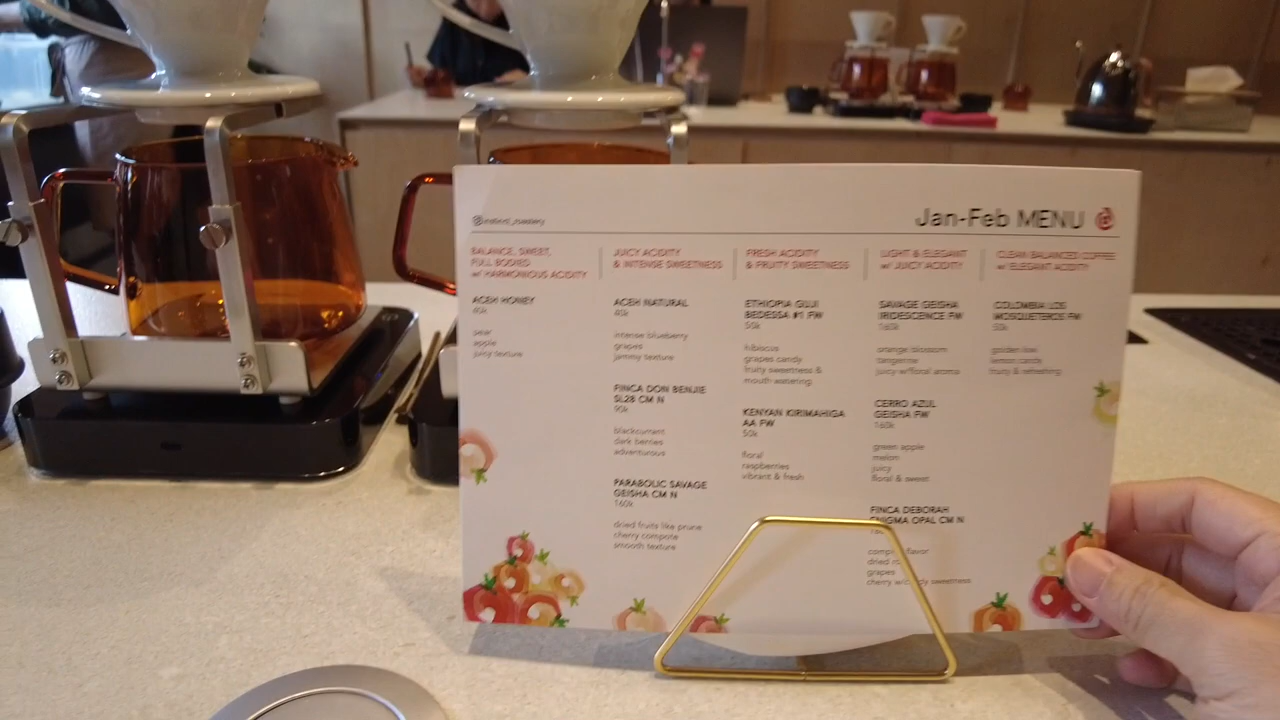 Jan-Feb MENU
BALANCE, SWEET,
FULL BODIED
w/ HARMONIOUS ACIDITY
ACEH HONEY
40k
pear
apple
juicy texture
JUICY ACIDITY
& INTENSE SWEETNESS
ACEH NATURAL
40k
intense blueberry
grapes
jammy texture
FINCA DON BENJIE
SL28 CM N
90k
blackcurrant
dark berries
adventurous
PARABOLIC SAVAGE
GEISHA CM N
160k
dried fruits like prune
cherry compote
smooth texture
FRESH ACIDITY
& FRUITY SWEETNESS
ETHIOPIA GUJI
BEDESSA #1 FW
50k
hibiscus
grapes candy
fruity sweetness &
mouth watering
KENYAN KIRIMAHIGA
AA FW
50k
floral
raspberries
vibrant & fresh
LIGHT & ELEGANT
w/ JUICY ACIDITY
SAVAGE GEISHA
IRIDESCENCE FW
160k
orange blossom
tangerine
juicy w/floral aroma
CERRO AZUL
GEISHA FW
160k
green apple
melon
juicy
floral & sweet
FINCA DEBORAH
OPAL CM N
flavor
dried
grapes
cherry sweetness
CLEAN BALANCED COFFEE
w/ ELEGANT ACIDITY
COLOMBIA LOS
MOSQUETEROS FW
50k
golden kiwi
lemon candy
fruity & refreshing